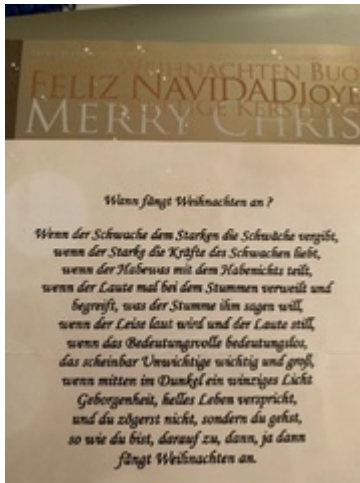 WEIHNACHTEN BUO
FELIZ NAVIDAD JOYE
KERST
MERRY CHRIS
Wann fängt Weihnachten an ?
Wenn der Schwache dem Starken die Schwäche vergibt,
wenn der Starke die Kräfte des Schwachen liebt,
wenn der Habewas mit dem Habenichts teilt,
wenn der Laute mal bei dem Stummen verweilt und
begreift, was der Stumme ihm sagen will,
wenn der Leise laut wird und der Laute still,
wenn das Bedeutungsvolle bedeutungslos,
das scheinbar Unwichtige wichtig und groß,
wenn mitten im Dunkel ein winziges Licht
Geborgenheit, helles Leben verspricht,
und du zögerst nicht, sondern du gehst,
so wie du bist, darauf zu, dann, ja dann
fängt Weihnachten an.